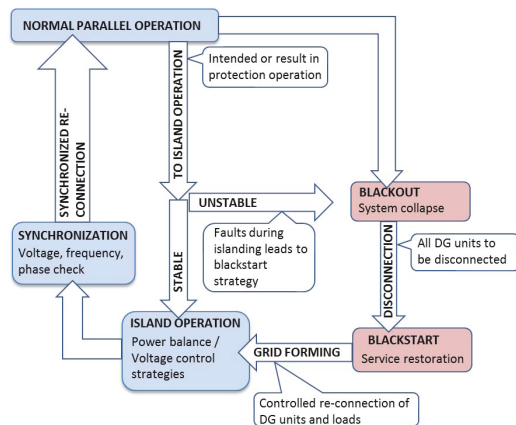 NORMAL PARALLEL OPERATION
Intended or result in
protection operation
TO ISLAND OPERATION
SYNCHRONIZED RE-
CONNECTION
UNSTABLE
BLACKOUT
System collapse
SYNCHRONIZATION
Voltage, frequency,
phase check
Faults during
islanding leads to
blackstart
strategy
STABLE
All DG units to
be disconnected
DISCONNECTION
ISLAND OPERATION
Power balance /
Voltage control
strategies
GRID FORMING
BLACKSTART
Service restoration
Controlled re-connection of
DG units and loads